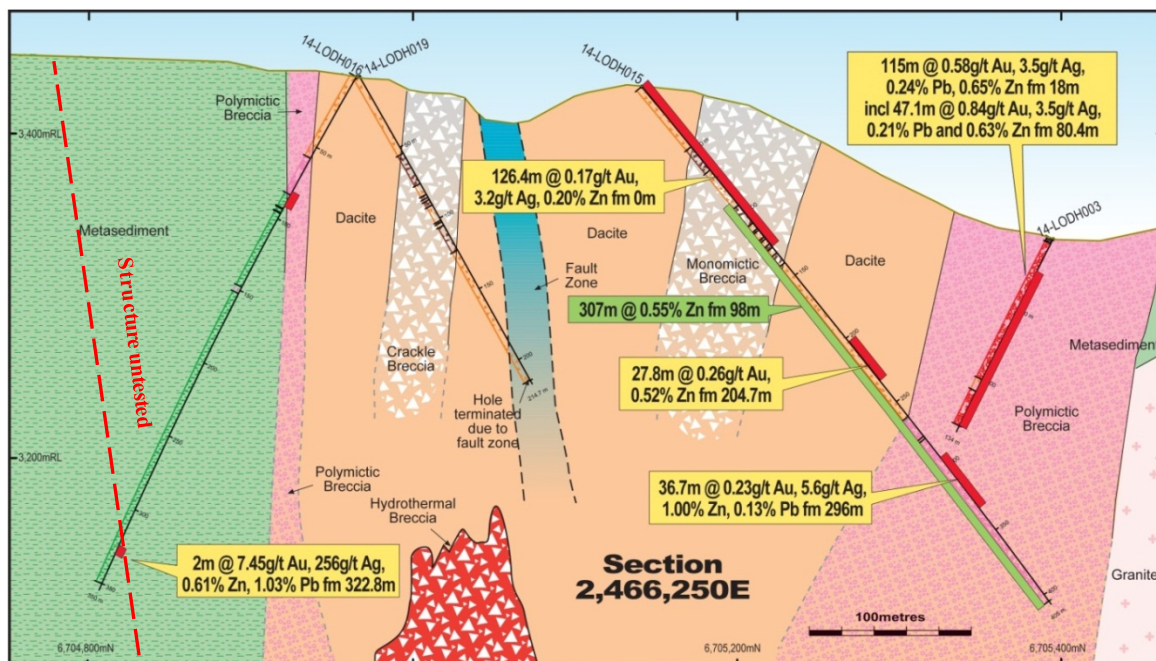 14-LODH016
14-LODH019
14-LODH015
14-LODH003
115m @ 0.58g/t Au, 3.5g/t Ag,
0.24% Pb, 0.65% Zn fm 18m
incl 47.1m @ 0.84g/t Au, 3.5g/t Ag,
0.21% Pb and 0.63% Zn fm 80.4m
Polymictic
Breccia
3,400mRL
126.4m @ 0.17g/t Au,
3.2g/t Ag, 0.20% Zn fm 0m
Metasediment
Dacite
Dacite
Monomictic
Breccia
Dacite
Fault
Zone
Structure untested
307m @ 0.55% Zn fm 98m
Metasediment
Crackle
Breccia
27.8m @ 0.26g/t Au,
0.52% Zn fm 204.7m
Polymictic
Breccia
214.7 m
Hole
terminated
due to
fault zone
134 m
3,200mRL
Polymictic
Breccia
Hydrothermal
Breccia
36.7m @ 0.23g/t Au, 5.6g/t Ag,
1.00% Zn, 0.13% Pb fm 296m
2m @ 7.45g/t Au, 256g/t Ag,
0.61% Zn, 1.03% Pb fm 322.8m
Section
2,466,250E
Granite
100metres
6,704,800mN
6,705,200mN
6,705,400mN